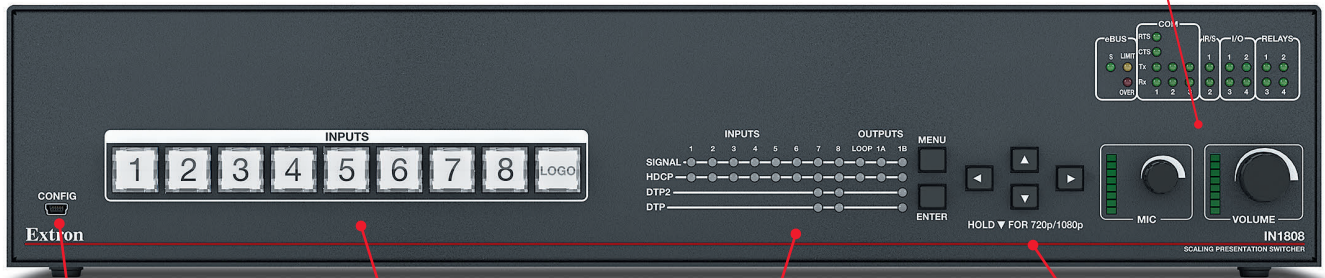 COM
eBUS
RTS
IR/S
I/O
RELAYS
S LIMIT
CTS
1 1 2 1 2
Tx
Rx
OVER
1 2 3 2 3 4 3 4
INPUTS
1 2 3 4 5 6 7 8 LOGO
INPUTS
OUTPUTS
1 2 3 4 5 6 7 8 LOOP 1A 1B
SIGNAL
HDCP
DTP2
DTP
MENU
ENTER
◄ ▲ ▼ ►
HOLD ▼ FOR 720p/1080p
MIC
VOLUME
CONFIG
Extron
IN1808
SCALING PRESENTATION SWITCHER